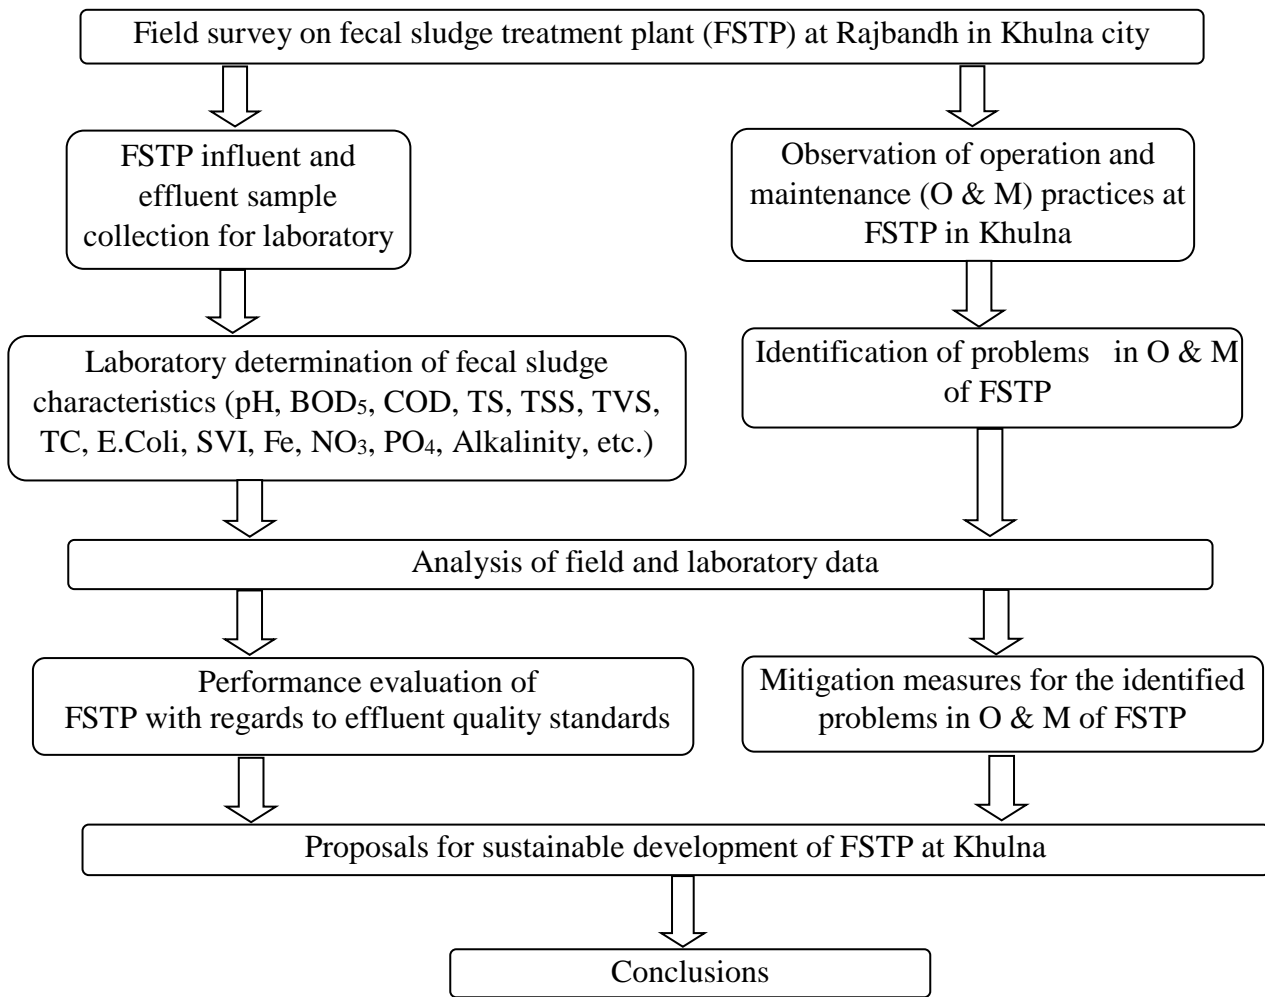 Field survey on fecal sludge treatment plant (FSTP) at Rajbandh in Khulna city
FSTP influent and
effluent sample
collection for laboratory
Observation of operation and
maintenance (O & M) practices at
FSTP in Khulna
Laboratory determination of fecal sludge
characteristics (pH, BOD₅, COD, TS, TSS, TVS,
TC, E.Coli, SVI, Fe, NO₃, PO₄, Alkalinity, etc.)
Identification of problems in O & M
of FSTP
Analysis of field and laboratory data
Performance evaluation of
FSTP with regards to effluent quality standards
Mitigation measures for the identified
problems in O & M of FSTP
Proposals for sustainable development of FSTP at Khulna
Conclusions